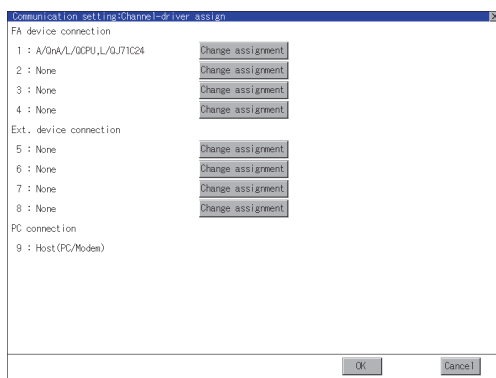 Communication setting:Channel-driver assign
FA device connection
1 : A/QnA/L/QCPU,L/QJ71C24 Change assignment
2 : None Change assignment
3 : None Change assignment
4 : None Change assignment
Ext. device connection
5 : None Change assignment
6 : None Change assignment
7 : None Change assignment
8 : None Change assignment
PC connection
9 : Host(PC/Modem)
OK Cancel